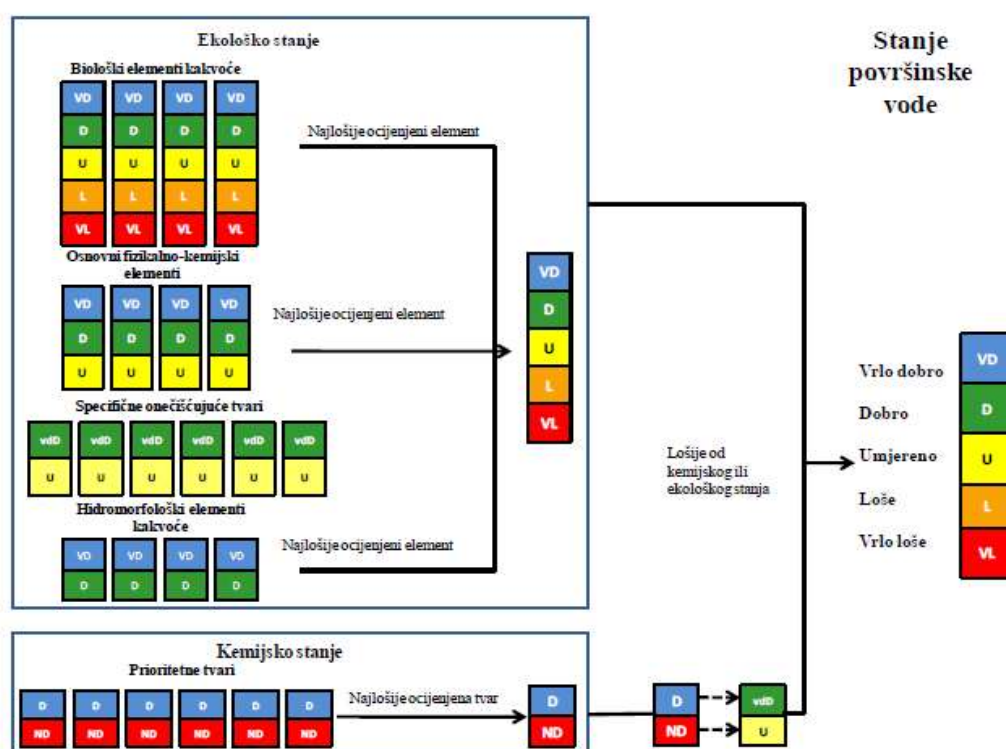 Ekološko stanje
Biološki elementi kakvoće
VD VD VD VD
D D D D
U U U U
L L L L
VL VL VL VL
Najlošije ocijenjeni element
Osnovni fizikalno-kemijski
elementi
VD VD VD VD
D D D D
U U U U
Najlošije ocijenjeni element
Specifične onečišćujuće tvari
vdD vdD vdD vdD vdD vdD
U U U U U U
Hidromorfološki elementi
kakvoće
VD VD VD VD
D D D D
Najlošije ocijenjeni element
VD
D
U
L
VL
Kemijsko stanje
Prioritetne tvari
D D D D D D
ND ND ND ND ND ND
Najlošije ocijenjena tvar
D
ND
D
ND
vdD
U
Lošije od
kemijskog ili
ekološkog stanja
Stanje
površinske
vode
Vrlo dobro VD
Dobro D
Umjereno U
Loše L
Vrlo loše VL